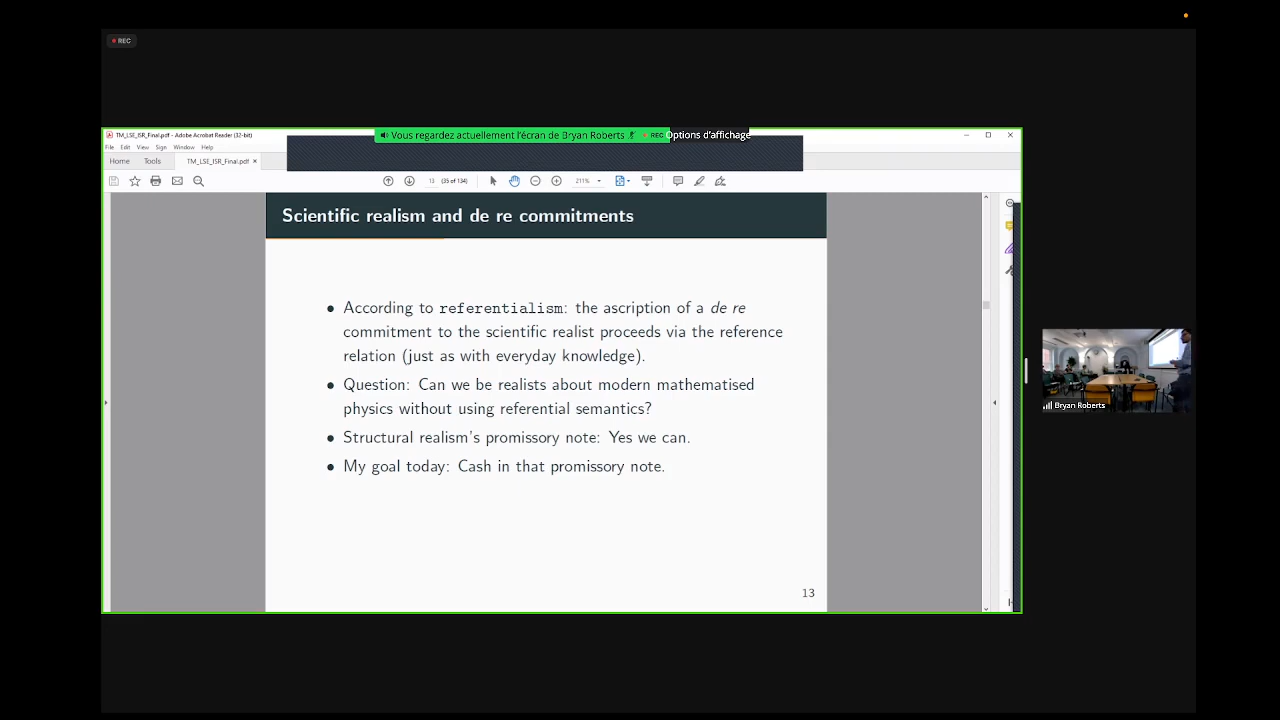 REC
TM_LSE_ISR_Final.pdf - Adobe Acrobat Reader (32-bit)
Vous regardez actuellement l'écran de Bryan Roberts
REC
Options d'affichage
File Edit View Sign Window Help
Home Tools TM_LSE_ISR_Final.pdf ×
13 (35 of 134) 211%
Scientific realism and de re commitments
• According to referentialism: the ascription of a de re
commitment to the scientific realist proceeds via the reference
relation (just as with everyday knowledge).
• Question: Can we be realists about modern mathematised
physics without using referential semantics?
• Structural realism's promissory note: Yes we can.
• My goal today: Cash in that promissory note.
13
Bryan Roberts